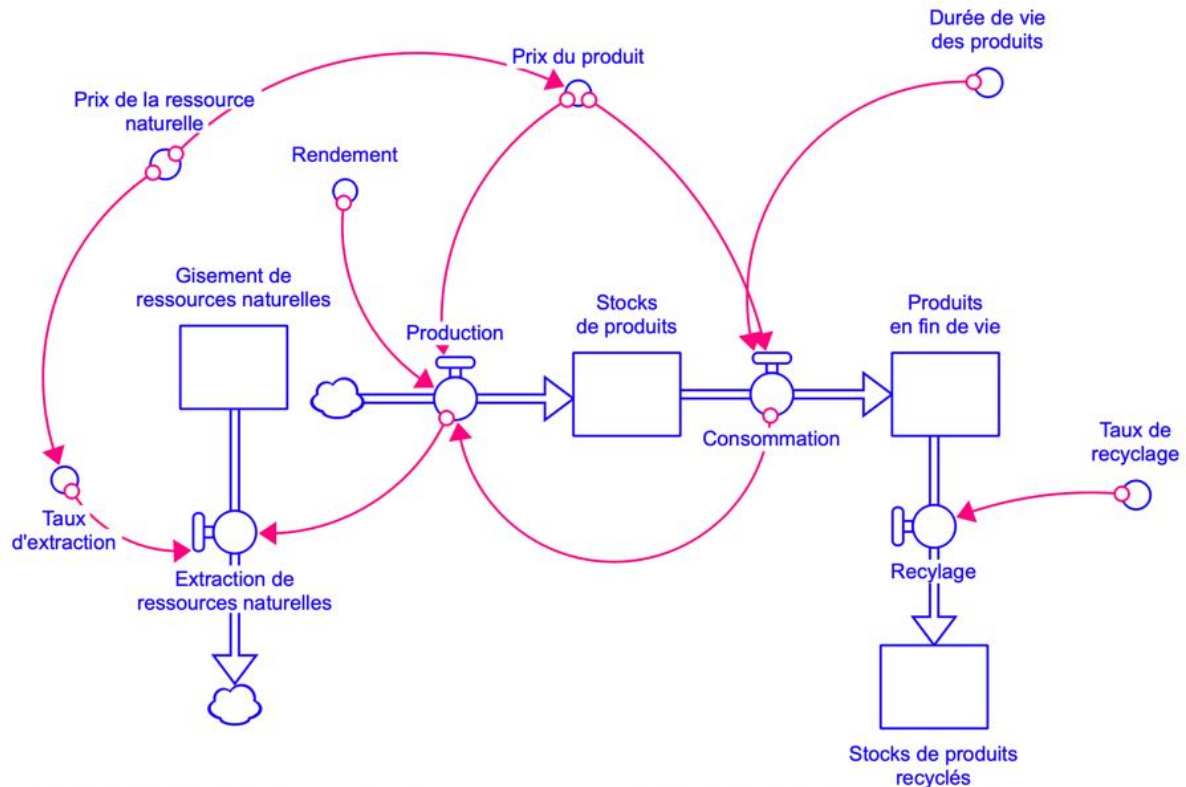 Durée de vie
des produits
Prix du produit
Prix de la ressource
naturelle
Rendement
Gisement de
ressources naturelles
Stocks
de produits
Produits
en fin de vie
Production
Consommation
Taux de
recyclage
Taux
d'extraction
Extraction de
ressources naturelles
Recylage
Stocks de produits
recyclés